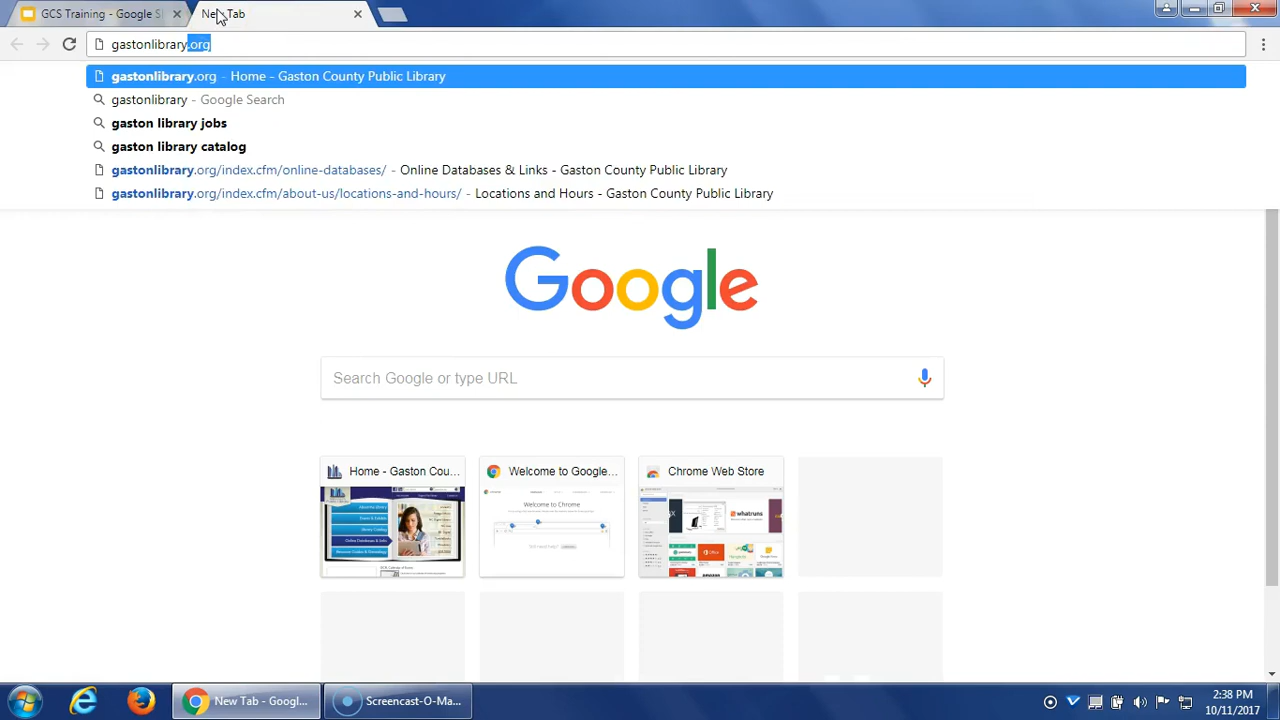 GCS Training - Google S
New Tab
gastonlibrary.org
gastonlibrary.org - Home - Gaston County Public Library
gastonlibrary - Google Search
gaston library jobs
gaston library catalog
gastonlibrary.org/index.cfm/online-databases/ - Online Databases & Links - Gaston County Public Library
gastonlibrary.org/index.cfm/about-us/locations-and-hours/ - Locations and Hours - Gaston County Public Library
Google
Search Google or type URL
Home - Gaston Cou...
Welcome to Google...
Chrome Web Store
Welcome to Chrome
whatruns
New Tab - Googl...
Screencast-O-Ma...
2:38 PM
10/11/2017